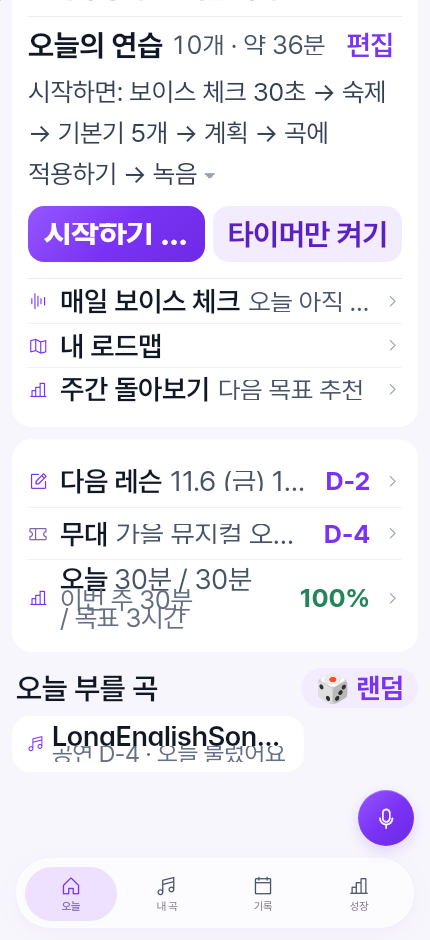 오늘의 연습 10개 · 약 36분 편집
시작하면: 보이스 체크 30초 → 숙제
→ 기본기 5개 → 계획 → 곡에
적용하기 → 녹음
시작하기 ... 타이머만 켜기
매일 보이스 체크 오늘 아직 ...
내 로드맵
주간 돌아보기 다음 목표 추천
다음 레슨 11.6 (금) 1... D-2
무대 가을 뮤지컬 오... D-4
오늘 30분 / 30분
이번 주 30분 100%
/ 목표 3시간
오늘 부를 곡 랜덤
LongEnglishSon...
공연 D-4 · 오늘 불렀어요
오늘 내 곡 기록 성장